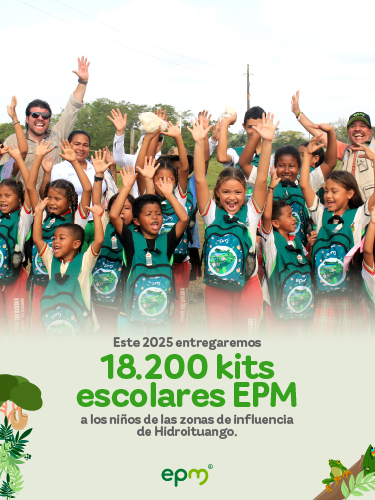 Este 2025 entregaremos
18.200 kits
escolares EPM
a los niños de las zonas de influencia
de Hidroituango.
epm®